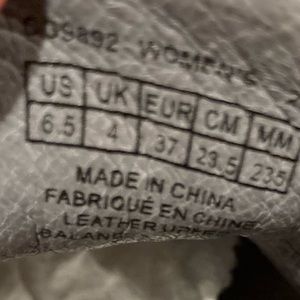 WOMEN'S
US UK EUR CM MM
6.5 4 37 23.5 235
MADE IN CHINA
FABRIQUÉ EN CHINE
LEATHER